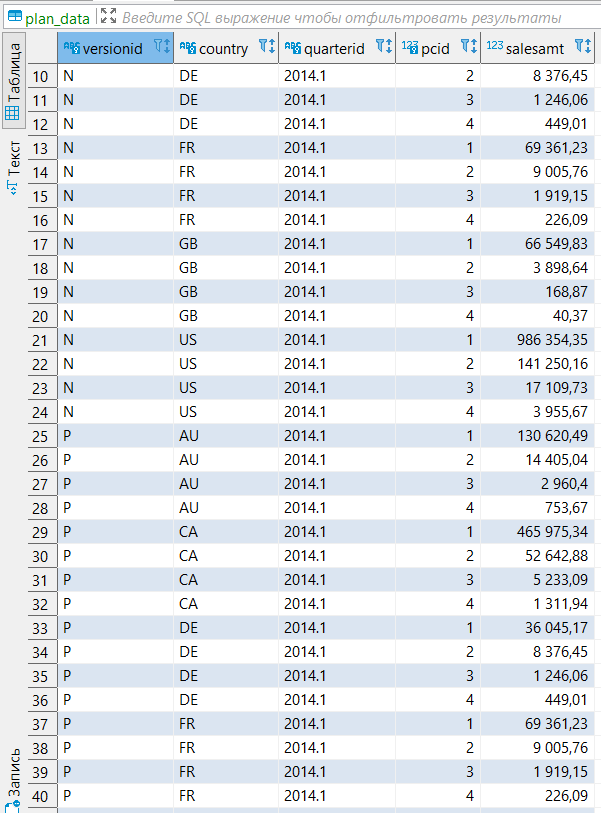 plan_data Введите SQL выражение чтобы отфильтровать результаты
Таблица
Текст
Запись
versionid country quarterid pcid salesamt
10 N DE 2014.1 2 8 376,45
11 N DE 2014.1 3 1 246,06
12 N DE 2014.1 4 449,01
13 N FR 2014.1 1 69 361,23
14 N FR 2014.1 2 9 005,76
15 N FR 2014.1 3 1 919,15
16 N FR 2014.1 4 226,09
17 N GB 2014.1 1 66 549,83
18 N GB 2014.1 2 3 898,64
19 N GB 2014.1 3 168,87
20 N GB 2014.1 4 40,37
21 N US 2014.1 1 986 354,35
22 N US 2014.1 2 141 250,16
23 N US 2014.1 3 17 109,73
24 N US 2014.1 4 3 955,67
25 P AU 2014.1 1 130 620,49
26 P AU 2014.1 2 14 405,04
27 P AU 2014.1 3 2 960,4
28 P AU 2014.1 4 753,67
29 P CA 2014.1 1 465 975,34
30 P CA 2014.1 2 52 642,88
31 P CA 2014.1 3 5 233,09
32 P CA 2014.1 4 1 311,94
33 P DE 2014.1 1 36 045,17
34 P DE 2014.1 2 8 376,45
35 P DE 2014.1 3 1 246,06
36 P DE 2014.1 4 449,01
37 P FR 2014.1 1 69 361,23
38 P FR 2014.1 2 9 005,76
39 P FR 2014.1 3 1 919,15
40 P FR 2014.1 4 226,09